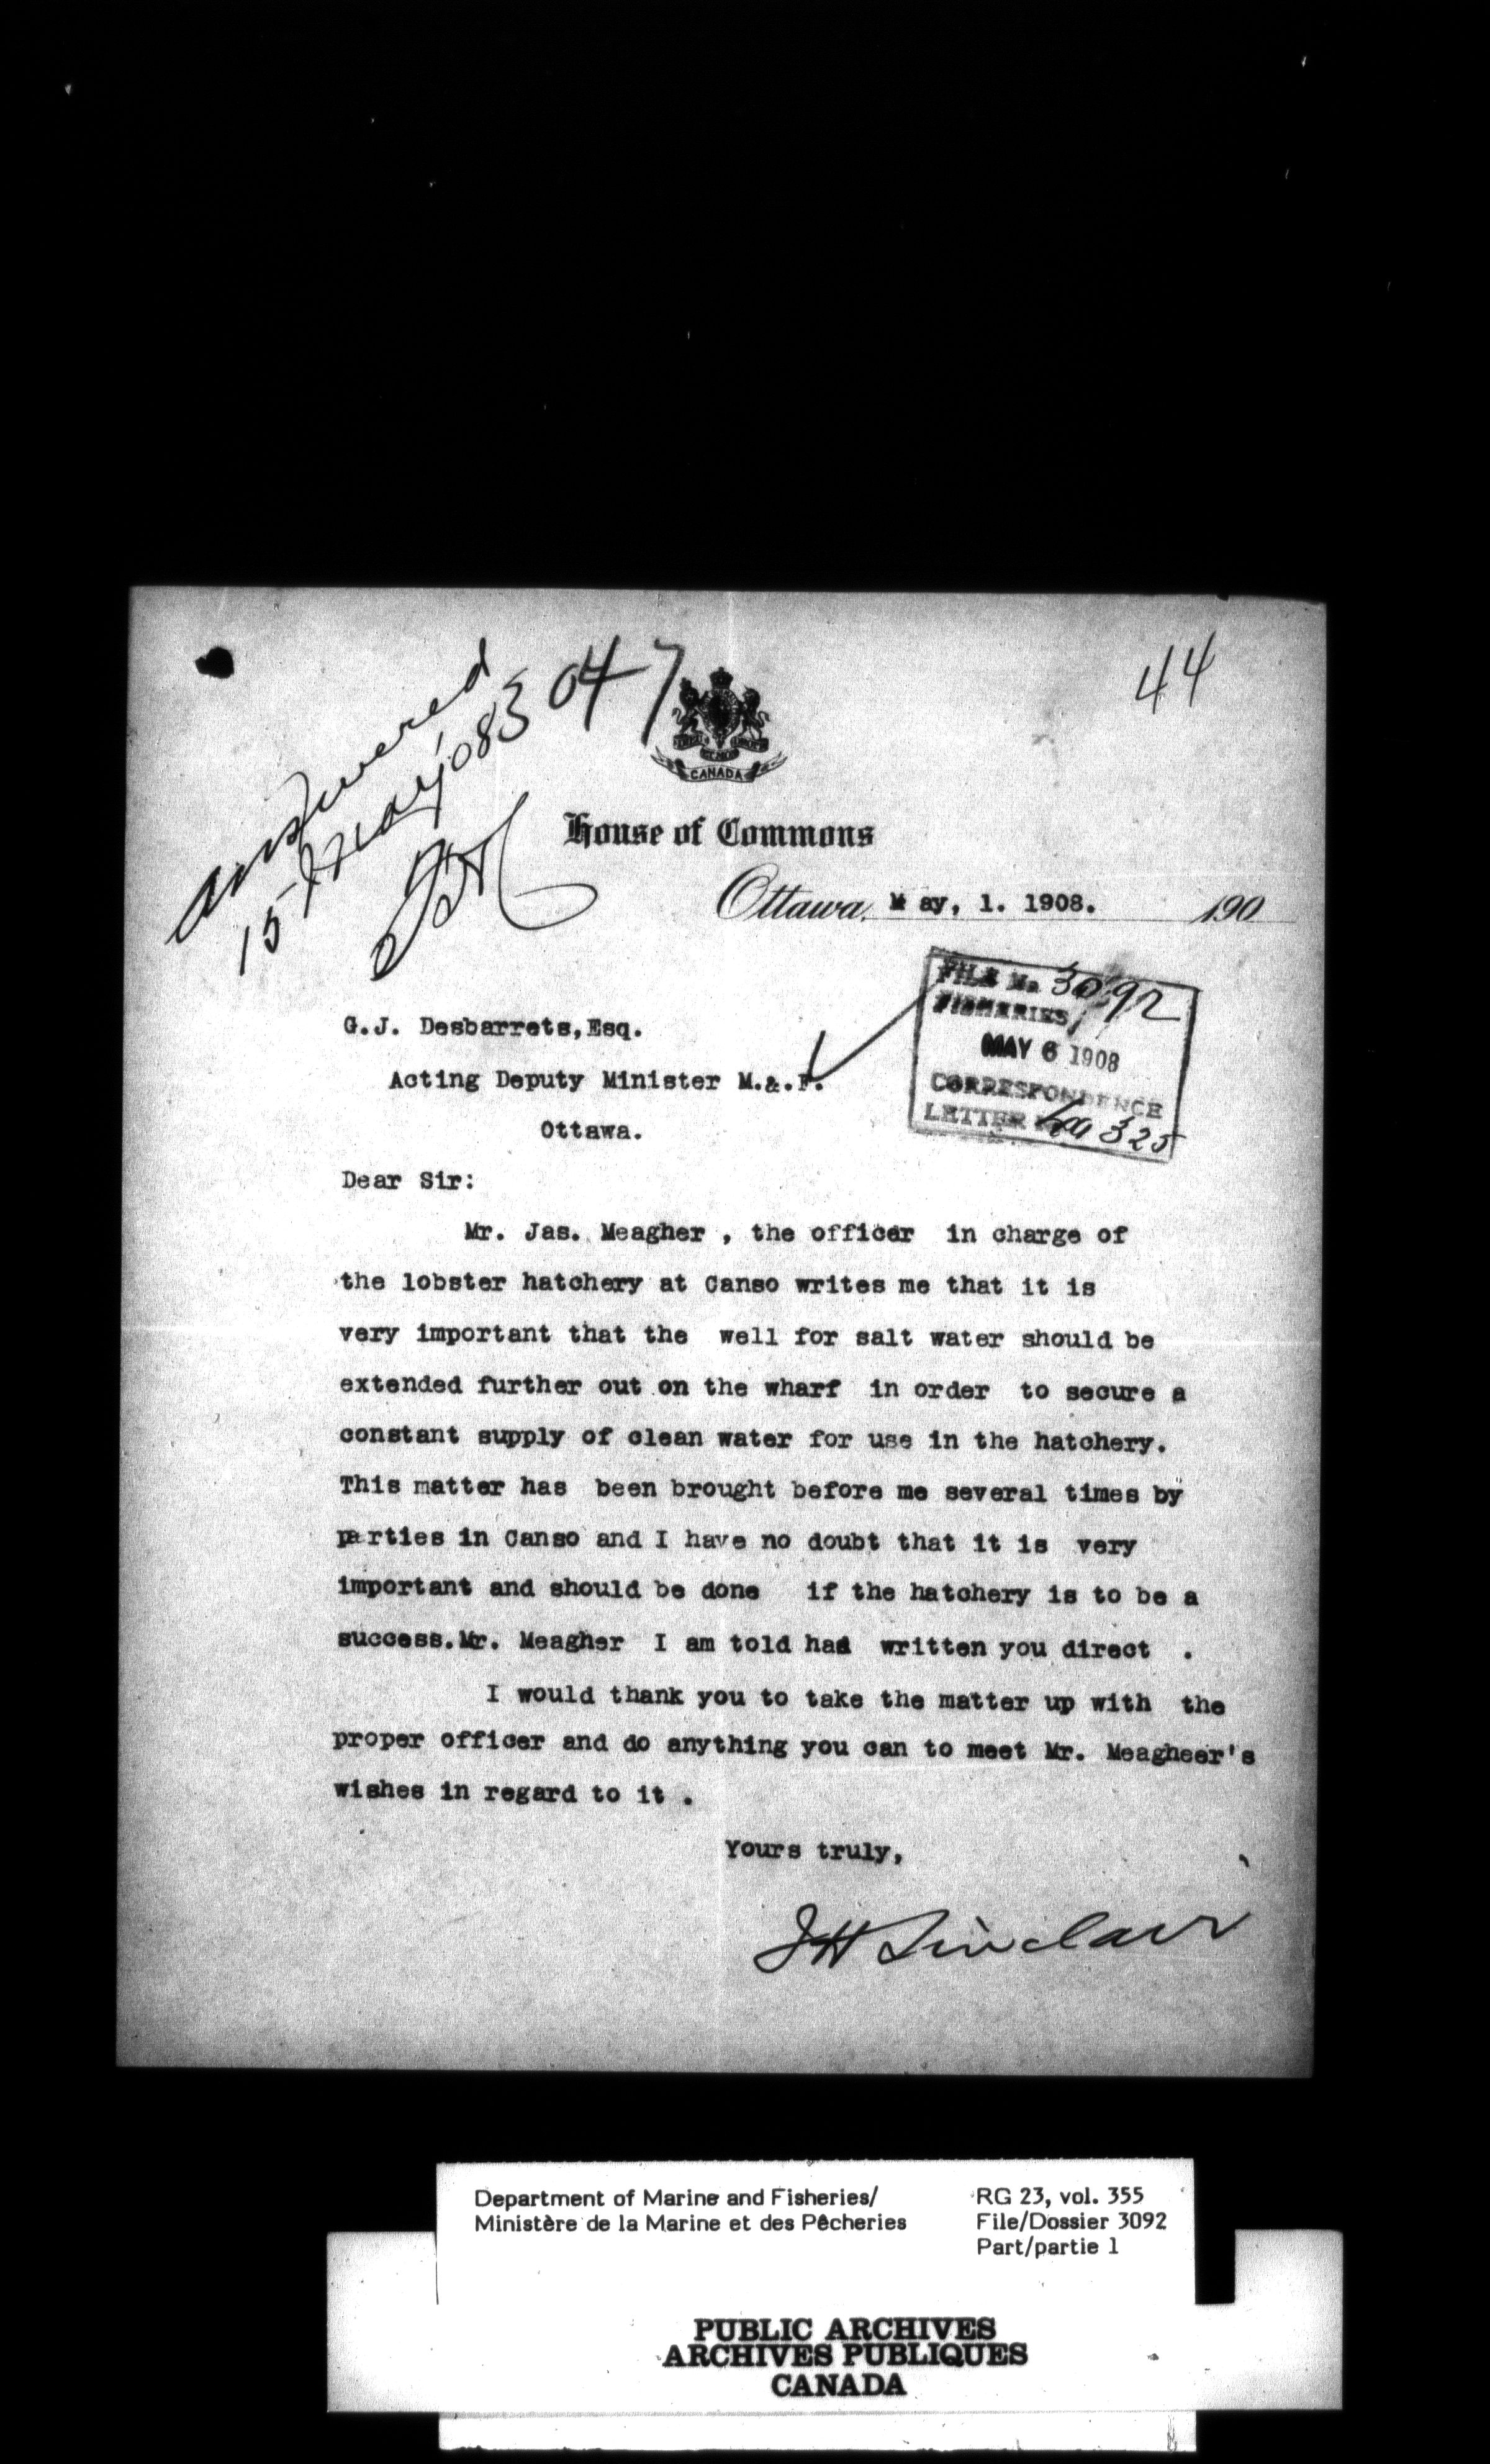 answered
15 May, 08
3047
44
CANADA
House of Commons
Ottawa, May, 1. 1908. 190
FILE No 3092
FISHERIES
MAY 6 1908
CORRESPONDENCE
LETTER 325
G.J. Desbarrets,Esq.
Acting Deputy Minister M.&.F.
Ottawa.
Dear Sir:
Mr. Jas. Meagher , the officer in charge of
the lobster hatchery at Canso writes me that it is
very important that the well for salt water should be
extended further out on the wharf in order to secure a
constant supply of clean water for use in the hatchery.
This matter has been brought before me several times by
parties in Canso and I have no doubt that it is very
important and should be done if the hatchery is to be a
success.Mr. Meagher I am told had written you direct .
I would thank you to take the matter up with the
proper officer and do anything you can to meet Mr. Meagheer's
wishes in regard to it .
Yours truly,
JH Sinclair
Department of Marine and Fisheries/
Ministère de la Marine et des Pêcheries
RG 23, vol. 355
File/Dossier 3092
Part/partie 1
PUBLIC ARCHIVES
ARCHIVES PUBLIQUES
CANADA